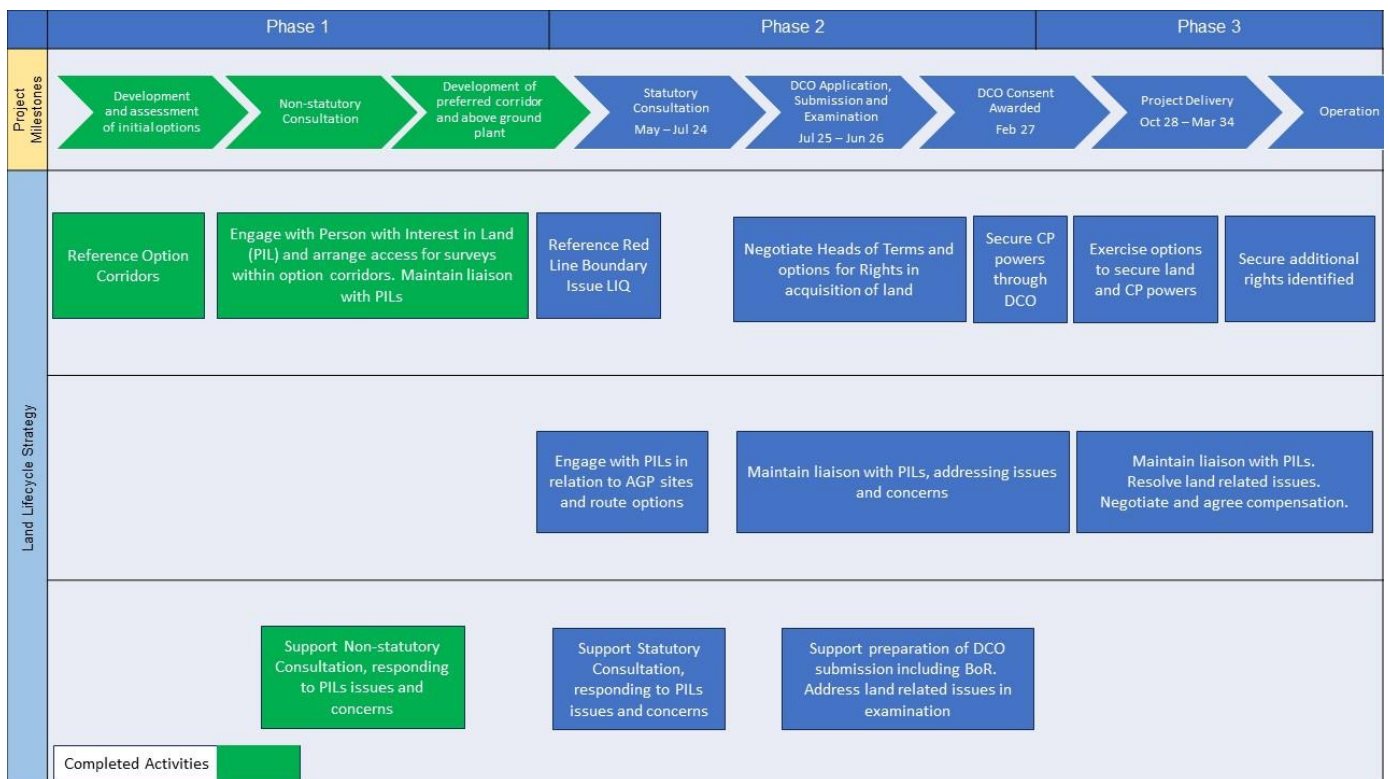 Phase 1
Phase 2
Phase 3
Project
Milestones
Development
and assessment
of initial options
Non-statutory
Consultation
Development of
preferred corridor
and above ground
plant
Statutory
Consultation
May – Jul 24
DCO Application,
Submission and
Examination
Jul 25 – Jun 26
DCO Consent
Awarded
Feb 27
Project Delivery
Oct 28 – Mar 34
Operation
Land Lifecycle Strategy
Reference Option
Corridors
Engage with Person with Interest in Land
(PIL) and arrange access for surveys
within option corridors. Maintain liaison
with PILs
Reference Red
Line Boundary
Issue LIQ
Negotiate Heads of Terms and
options for Rights in
acquisition of land
Secure CP
powers
through
DCO
Exercise options
to secure land
and CP powers
Secure additional
rights identified
Engage with PILs in
relation to AGP sites
and route options
Maintain liaison with PILs, addressing issues
and concerns
Maintain liaison with PILs.
Resolve land related issues.
Negotiate and agree compensation.
Support Non-statutory
Consultation, responding
to PILs issues and
concerns
Support Statutory
Consultation,
responding to PILs
issues and concerns
Support preparation of DCO
submission including BoR.
Address land related issues in
examination
Completed Activities